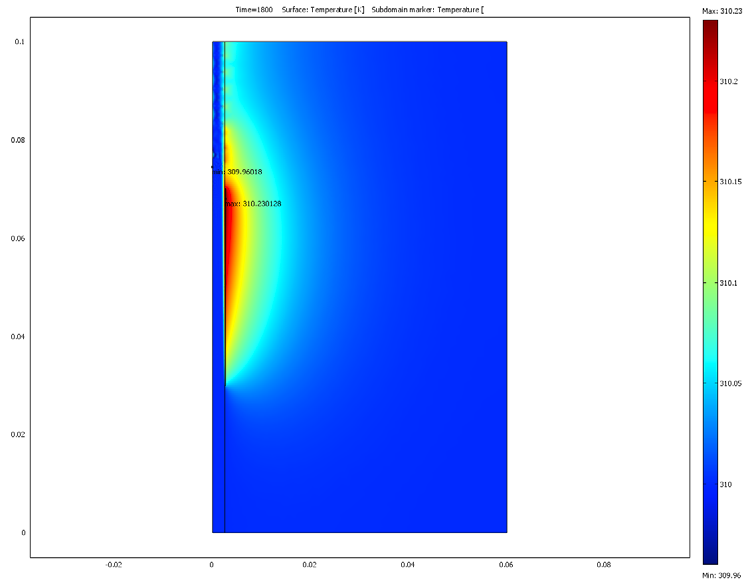 Time=1800 Surface: Temperature [K] Subdomain marker: Temperature [
Max: 310.23
0.1
310.2
0.08
min: 309.96018
310.15
max: 310.230128
0.06
310.1
0.04
310.05
0.02
310
0
-0.02 0 0.02 0.04 0.06 0.08
Min: 309.96